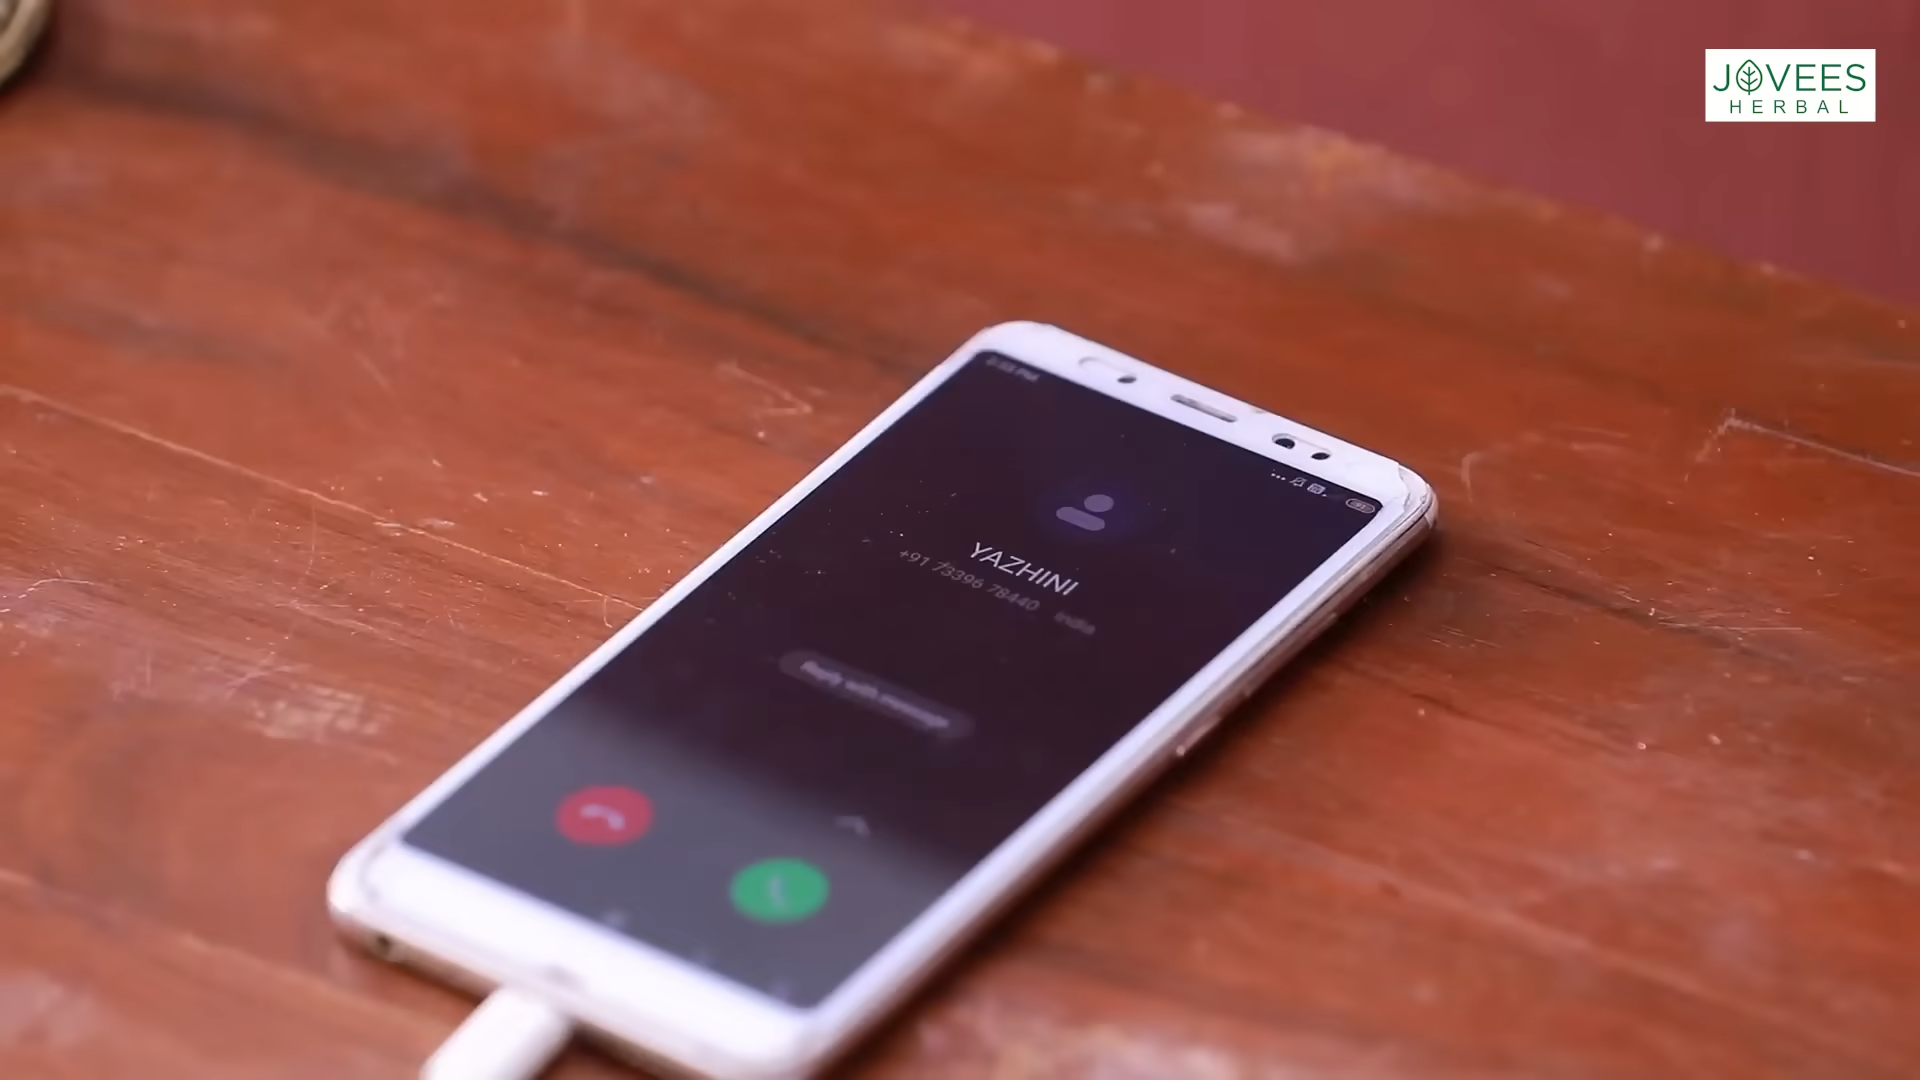 JOVEES
HERBAL
YAZHINI
+91 73396 78440 India
Reply with message